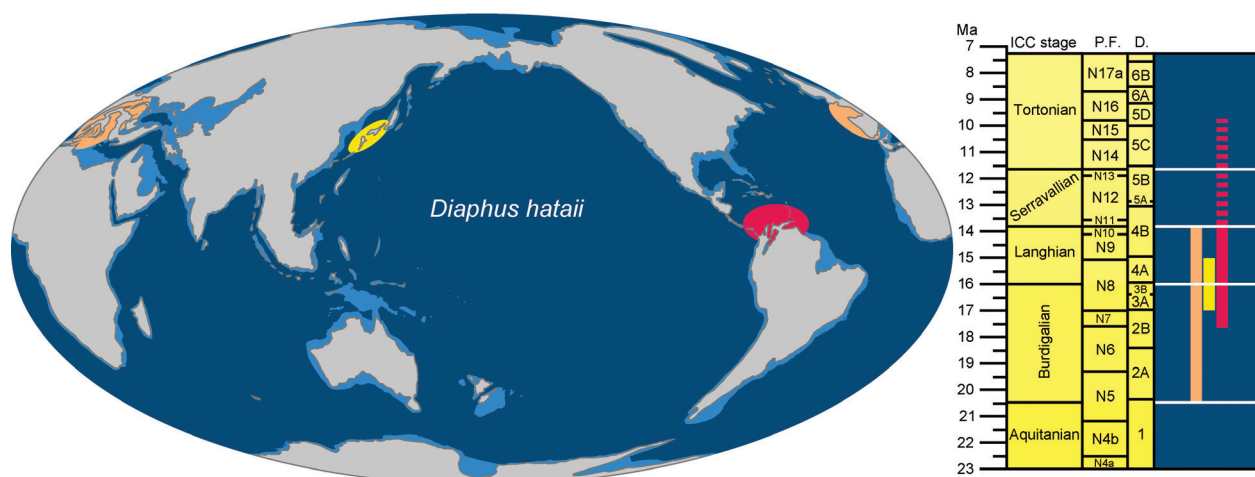 Diaphus hataii
Ma
ICC stage
P.F.
D.
7
8
9
10
11
12
13
14
15
16
17
18
19
20
21
22
23
Tortonian
Serravallian
Langhian
Burdigalian
Aquitanian
N17a
N16
N15
N14
N13
N12
N11
N10
N9
N8
N7
N6
N5
N4b
N4a
6B
6A
5D
5C
5B
5A
4B
4A
3B
3A
2B
2A
1